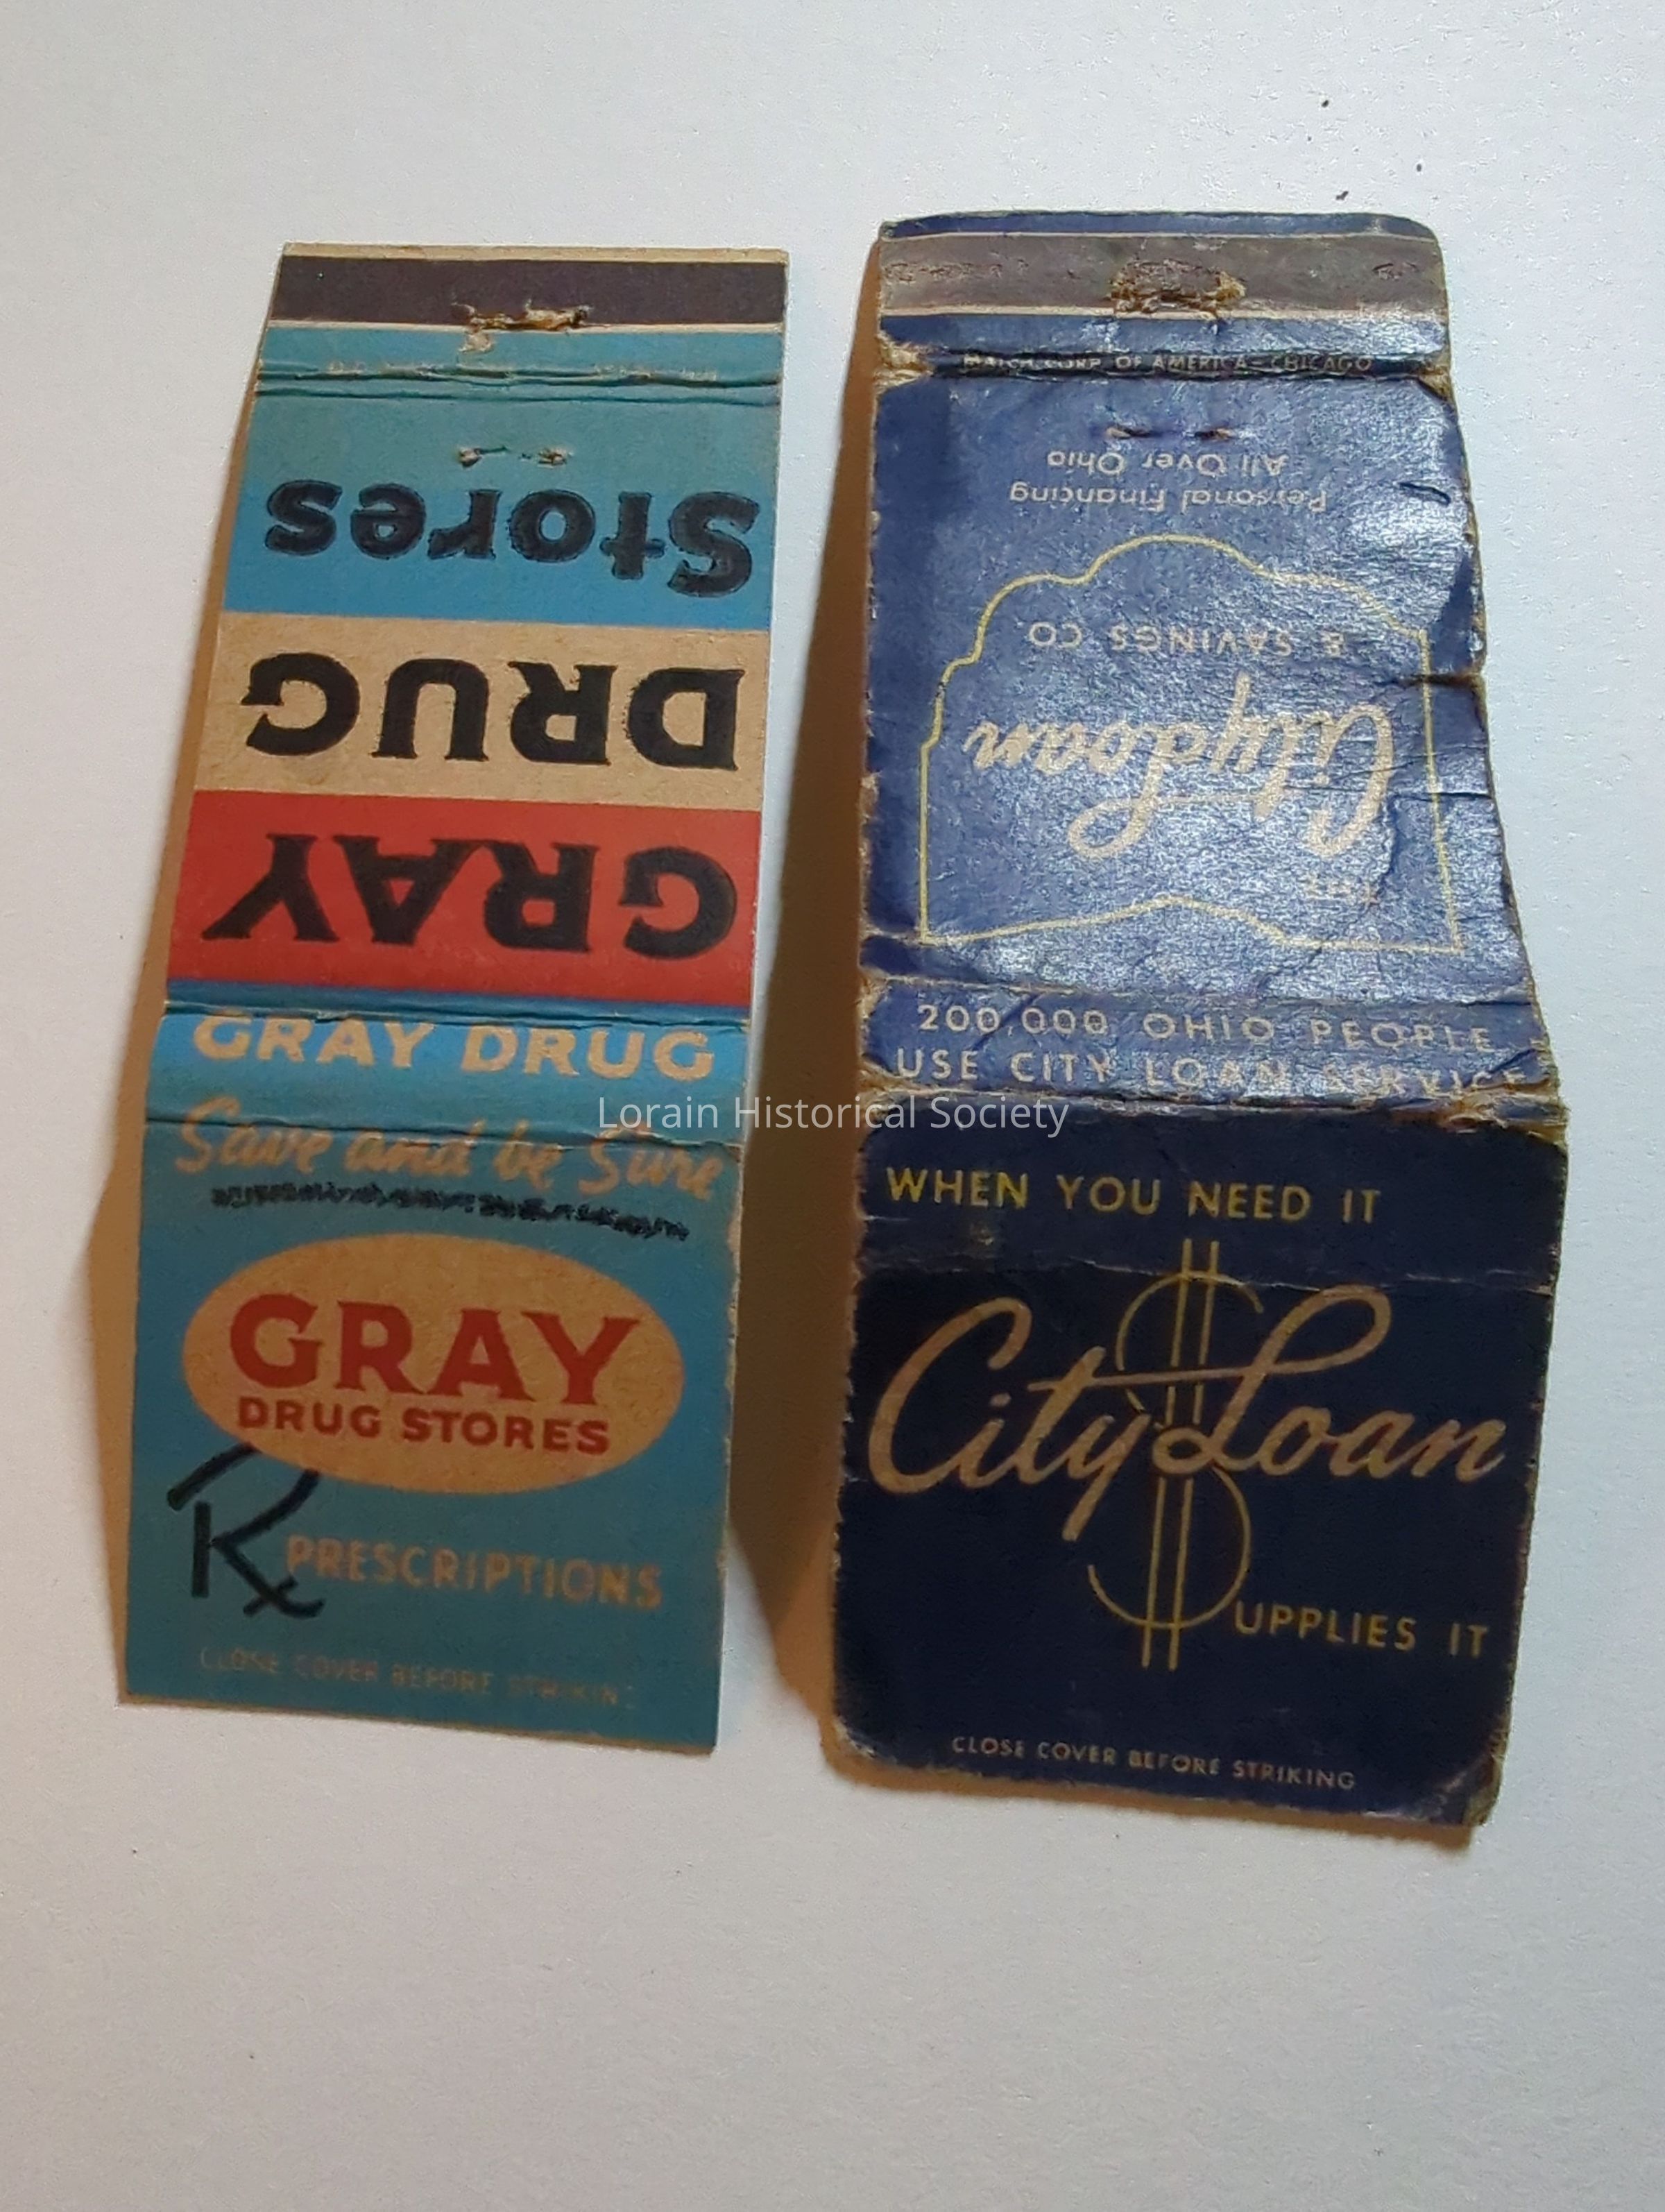 Stores
DRUG
GRAY
GRAY DRUG
Save and be Sure
GRAY
DRUG STORES
Rx PRESCRIPTIONS
CLOSE COVER BEFORE STRIKING
MATCH CORP. OF AMERICA - CHICAGO
Personal Financing
All Over Ohio
THE
City Loan
& SAVINGS CO
200,000 OHIO PEOPLE
USE CITY LOAN SERVICE
WHEN YOU NEED IT
City Loan
$UPPLIES IT
CLOSE COVER BEFORE STRIKING
Lorain Historical Society